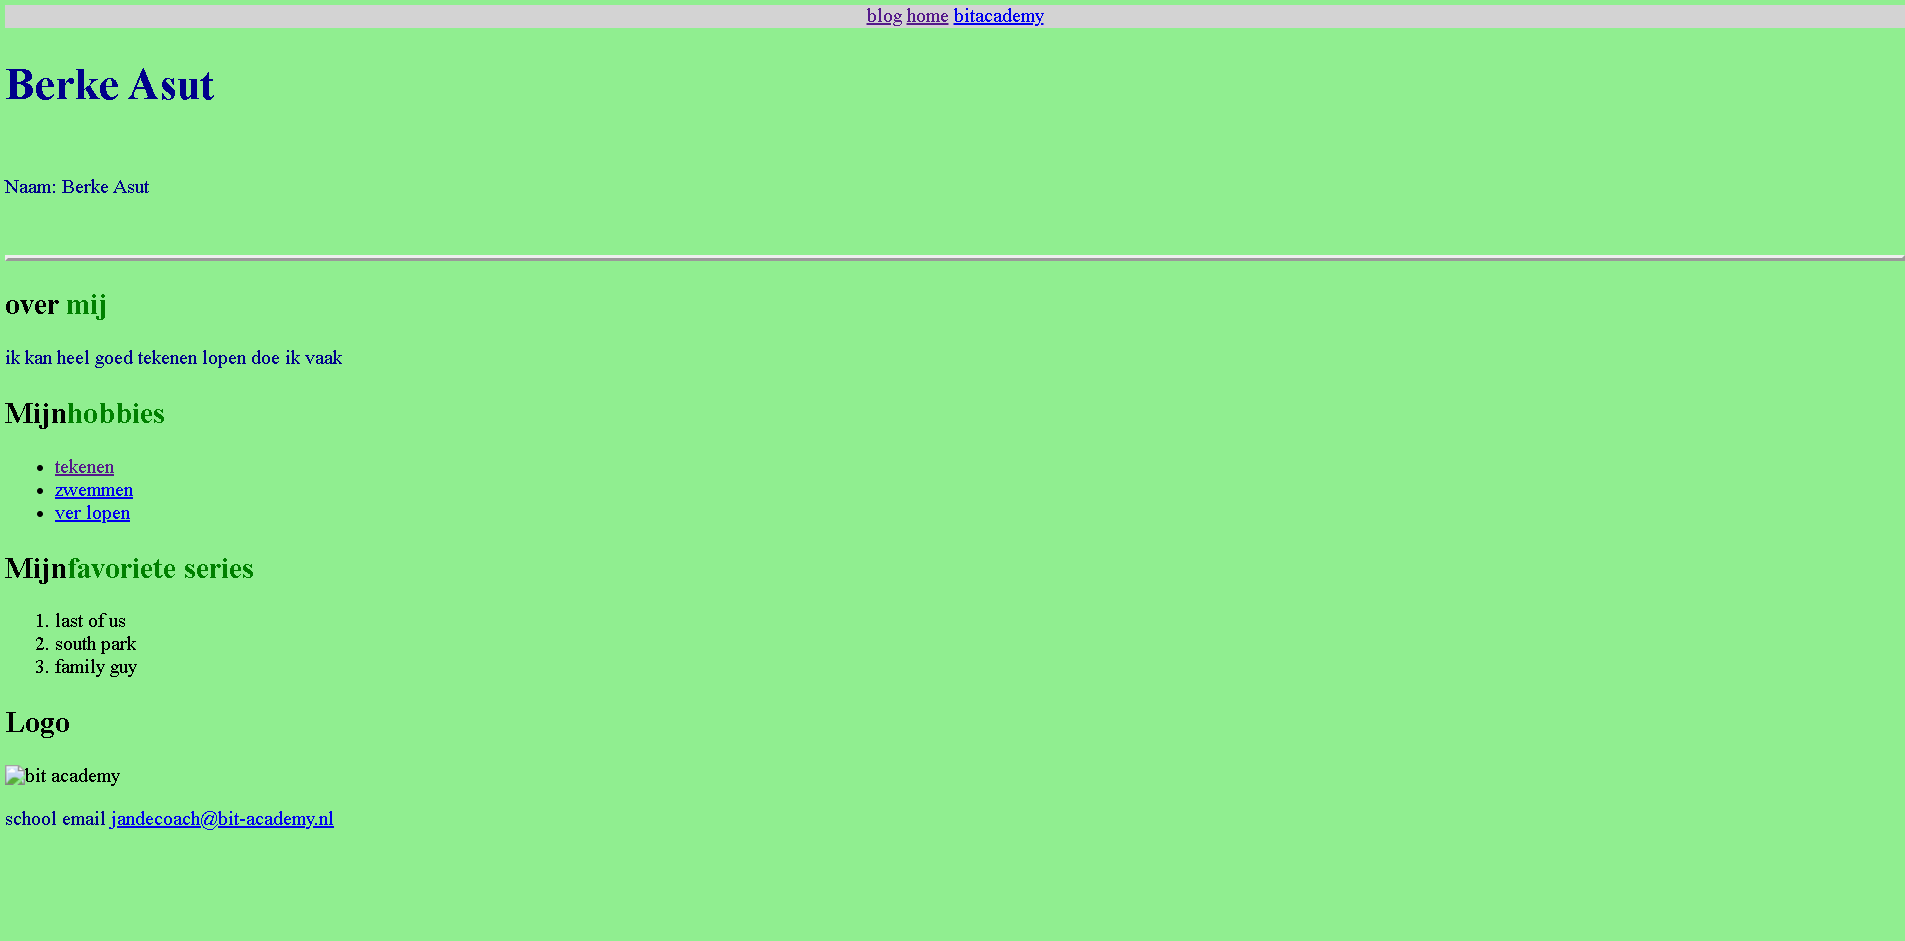 blog home bitacademy
Berke Asut
Naam: Berke Asut
over mij
ik kan heel goed tekenen lopen doe ik vaak
Mijnhobbies
• tekenen
• zwemmen
• ver lopen
Mijnfavoriete series
1. last of us
2. south park
3. family guy
Logo
bit academy
school email jandecoach@bit-academy.nl